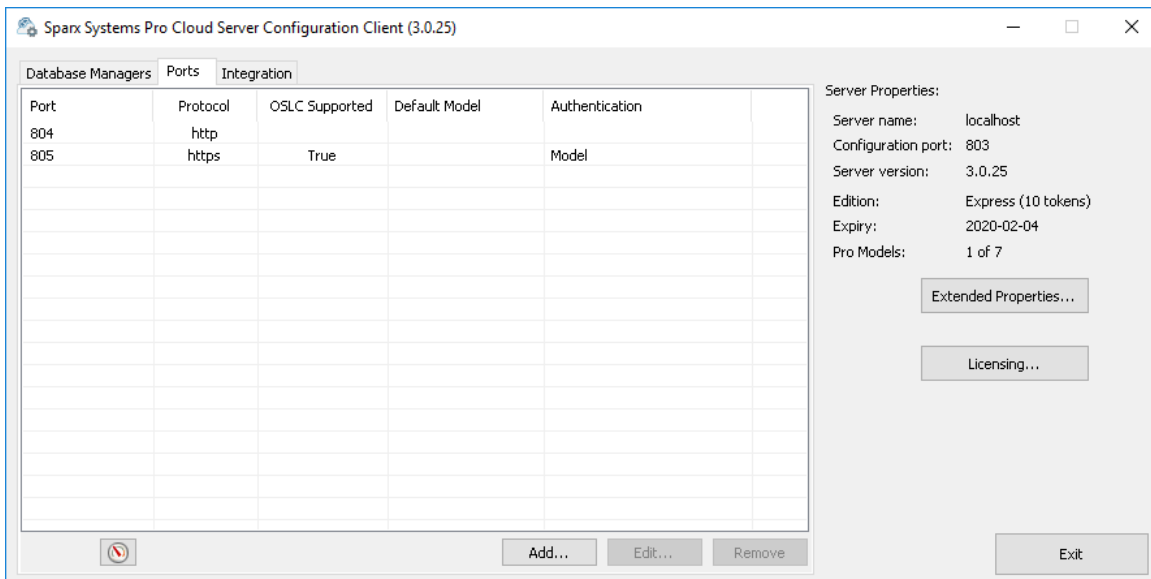 Sparx Systems Pro Cloud Server Configuration Client (3.0.25)
Database Managers Ports Integration
Port Protocol OSLC Supported Default Model Authentication
804 http
805 https True Model
Server Properties:
Server name: localhost
Configuration port: 803
Server version: 3.0.25
Edition: Express (10 tokens)
Expiry: 2020-02-04
Pro Models: 1 of 7
Extended Properties...
Licensing...
Add... Edit... Remove
Exit